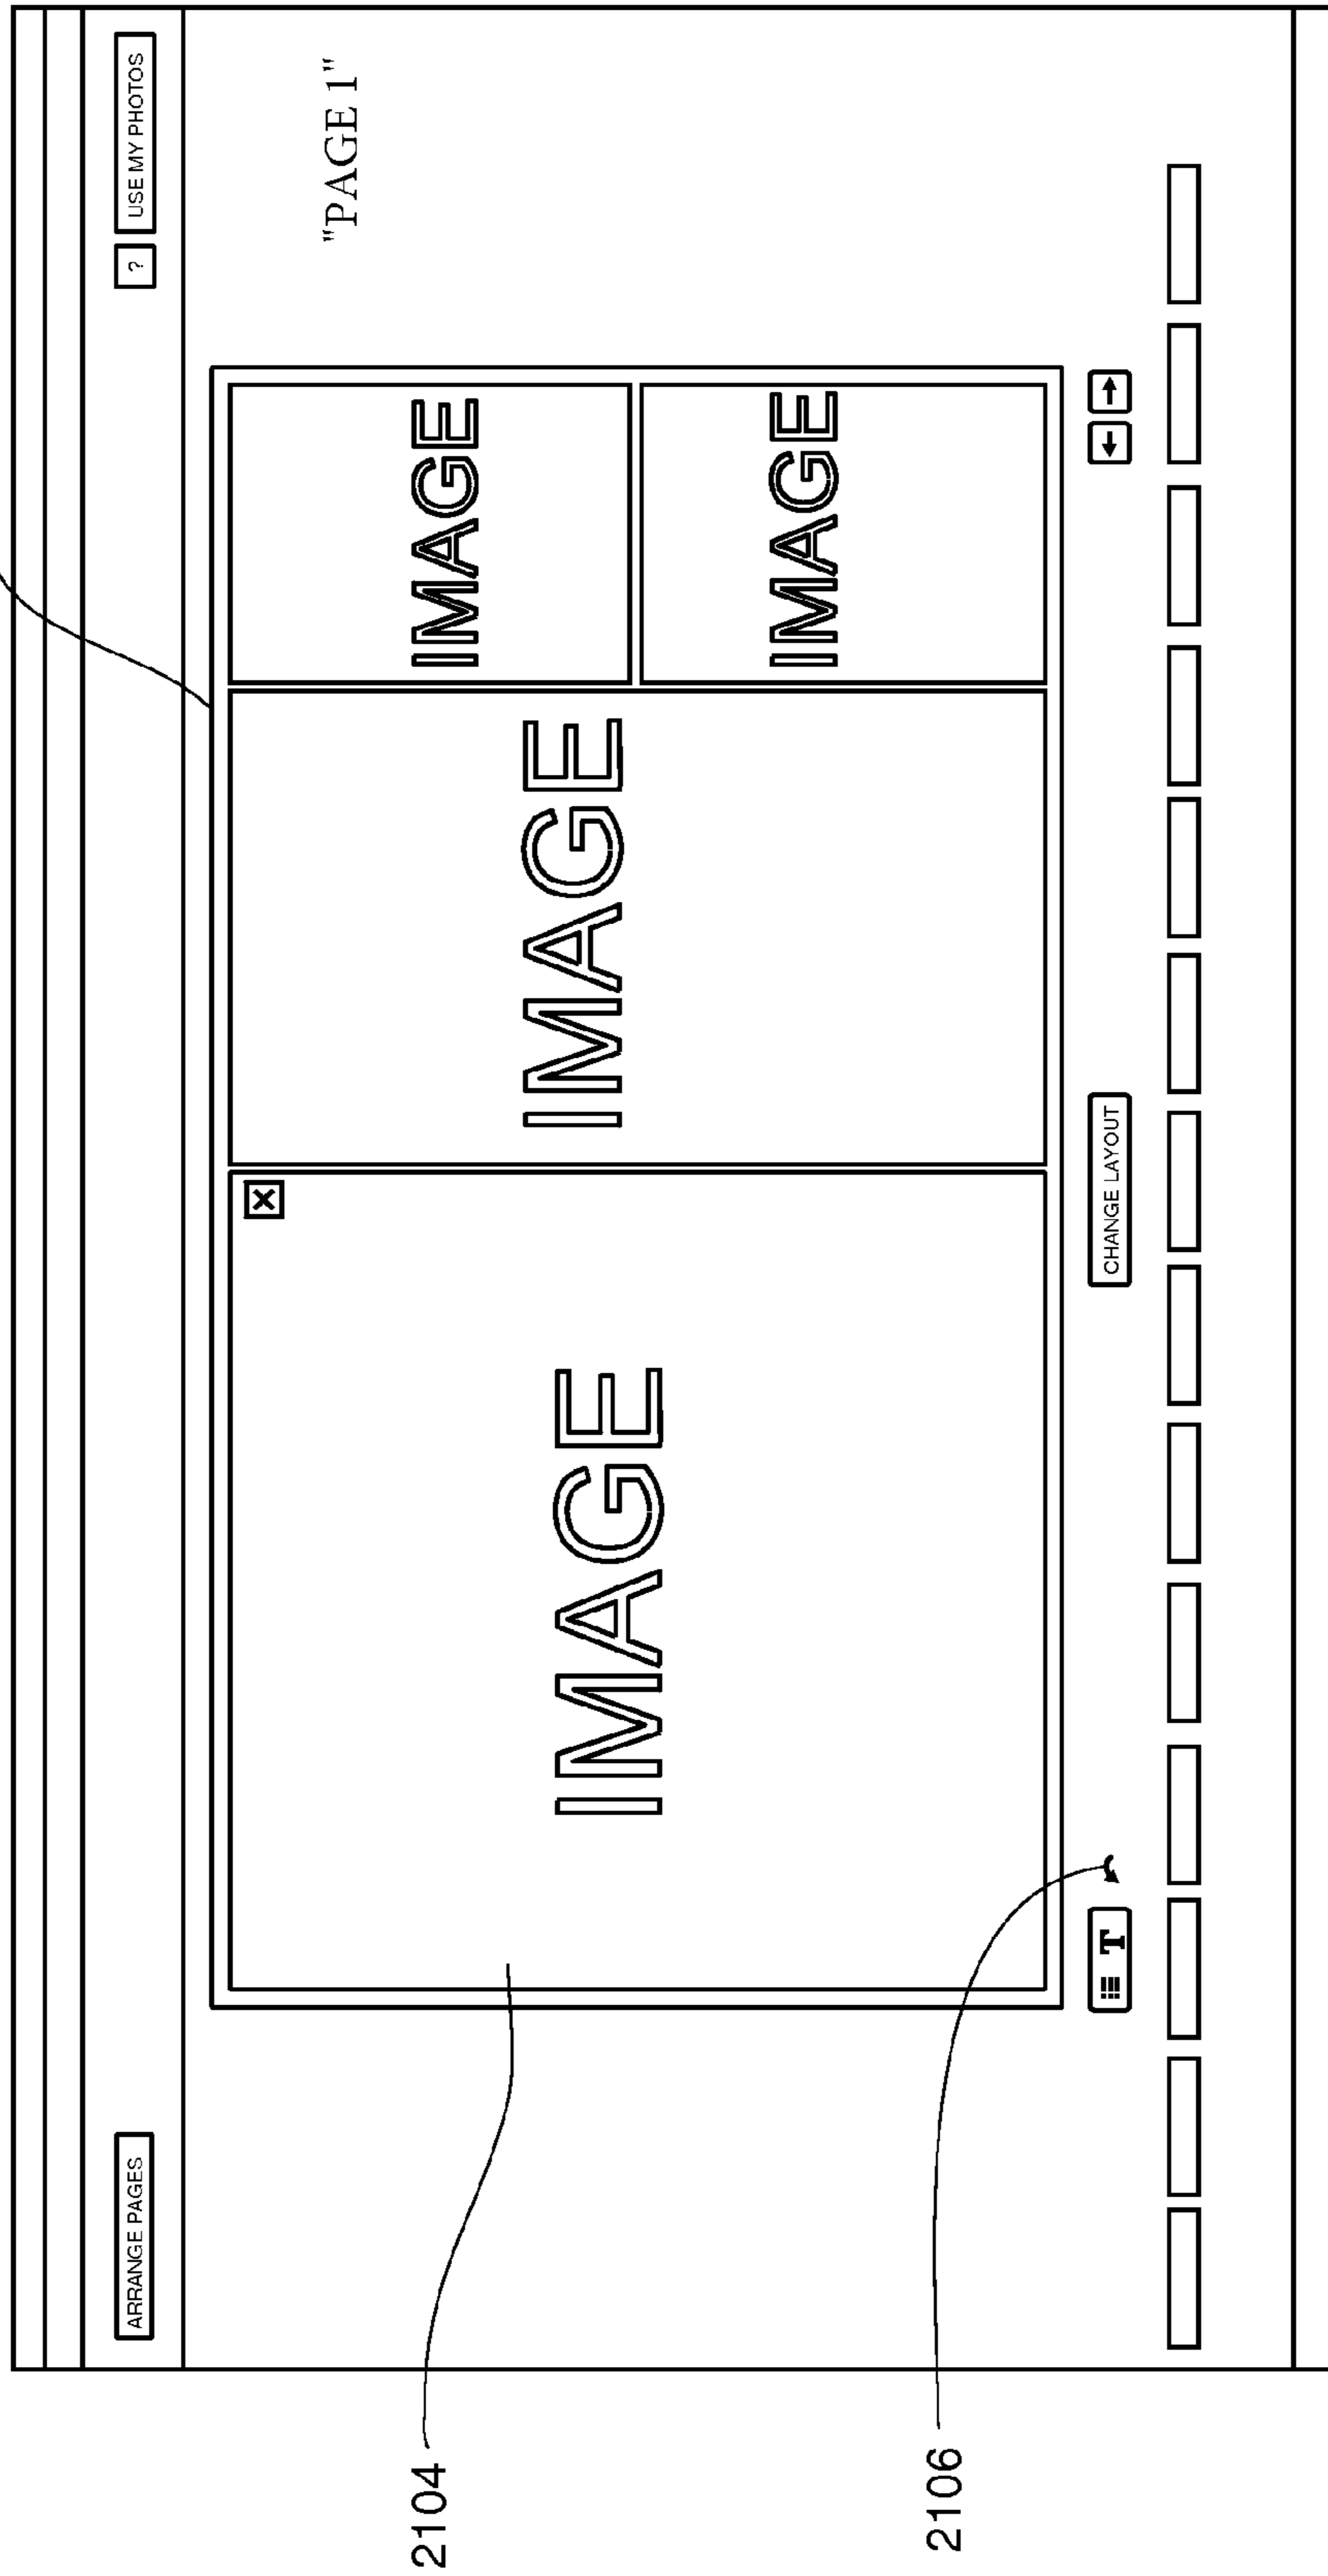 ARRANGE PAGES
?
USE MY PHOTOS
"PAGE 1"
IMAGE
IMAGE
IMAGE
IMAGE
T
CHANGE LAYOUT
2104
2106